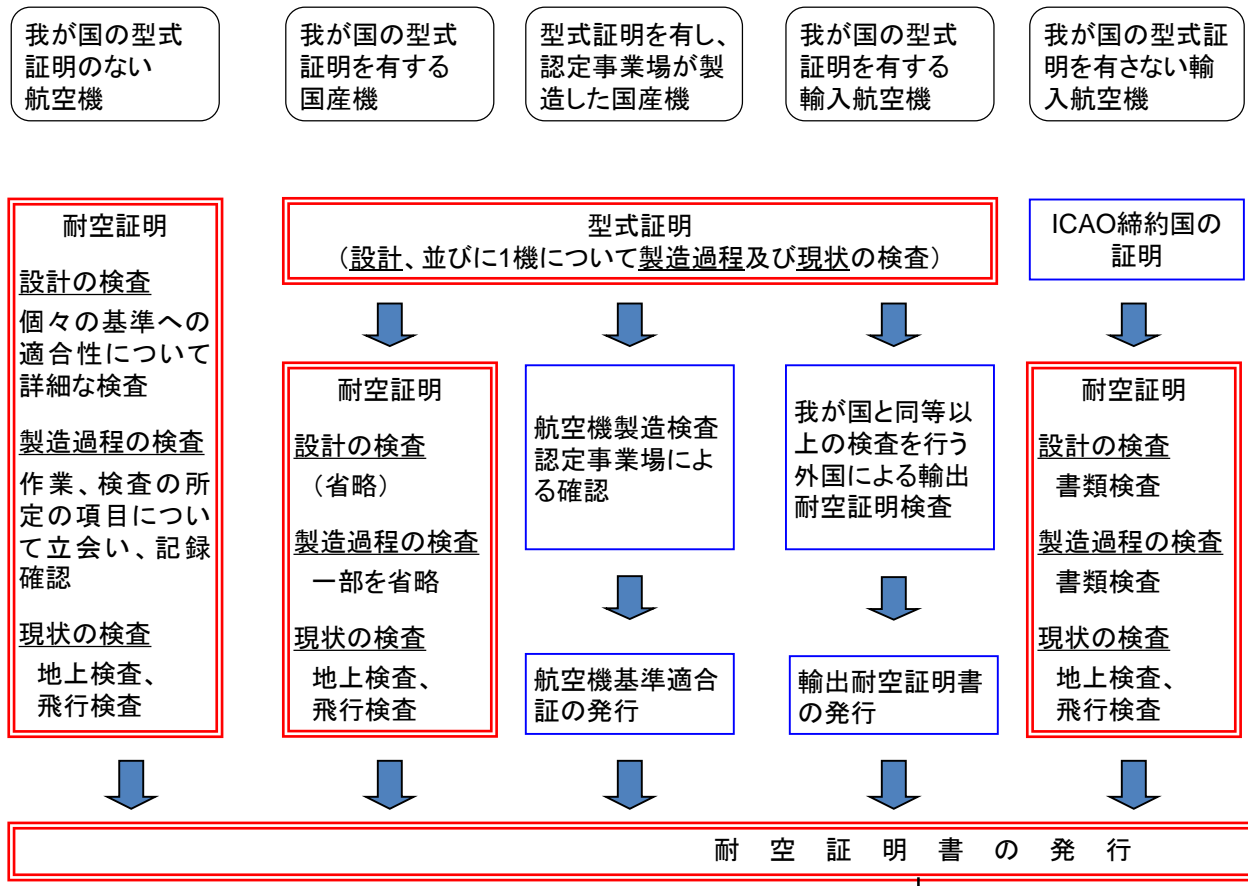 我が国の型式
証明のない
航空機
我が国の型式
証明を有する
国産機
型式証明を有し、
認定事業場が製
造した国産機
我が国の型式
証明を有する
輸入航空機
我が国の型式証
明を有さない輸
入航空機
耐空証明
設計の検査
個々の基準への
適合性について
詳細な検査
製造過程の検査
作業、検査の所
定の項目につい
て立会い、記録
確認
現状の検査
地上検査、
飛行検査
型式証明
（設計、並びに1機について製造過程及び現状の検査）
ICAO締約国の
証明
耐空証明
設計の検査
（省略）
製造過程の検査
一部を省略
現状の検査
地上検査、
飛行検査
航空機製造検査
認定事業場によ
る確認
航空機基準適合
証の発行
我が国と同等以
上の検査を行う
外国による輸出
耐空証明検査
輸出耐空証明書
の発行
耐空証明
設計の検査
書類検査
製造過程の検査
書類検査
現状の検査
地上検査、
飛行検査
耐空証明書の発行